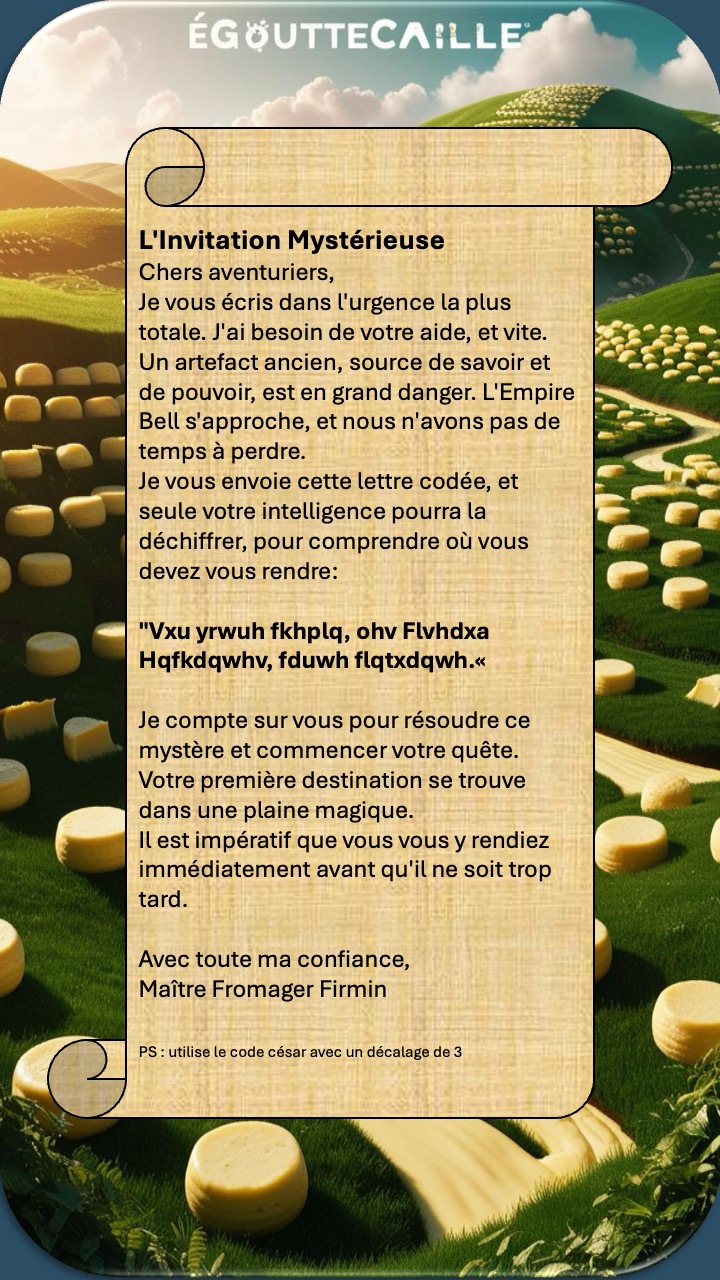 ÉGOUTTECAILLE
L'Invitation Mystérieuse
Chers aventuriers,
Je vous écris dans l'urgence la plus
totale. J'ai besoin de votre aide, et vite.
Un artefact ancien, source de savoir et
de pouvoir, est en grand danger. L'Empire
Bell s'approche, et nous n'avons pas de
temps à perdre.
Je vous envoie cette lettre codée, et
seule votre intelligence pourra la
déchiffrer, pour comprendre où vous
devez vous rendre:
"Vxu yrwuh fkhplq, ohv Flvhdxa
Hqfkdqwhv, fduwh flqtxdqwh.«
Je compte sur vous pour résoudre ce
mystère et commencer votre quête.
Votre première destination se trouve
dans une plaine magique.
Il est impératif que vous vous y rendiez
immédiatement avant qu'il ne soit trop
tard.
Avec toute ma confiance,
Maître Fromager Firmin
PS : utilise le code césar avec un décalage de 3